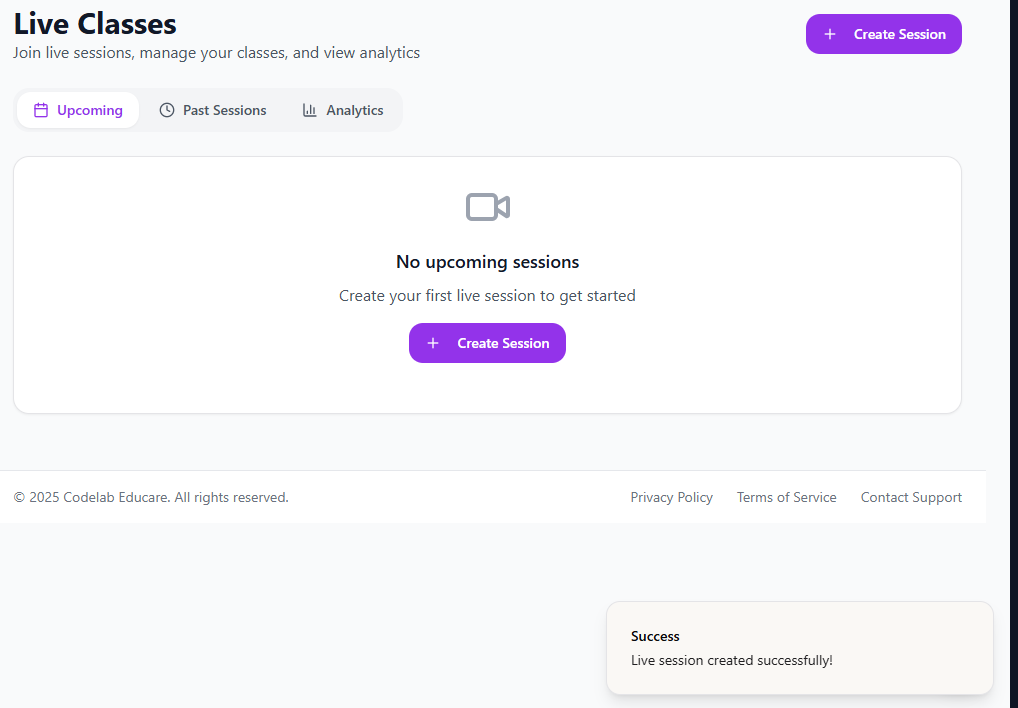 Live Classes
Join live sessions, manage your classes, and view analytics
Create Session
Upcoming
Past Sessions
Analytics
No upcoming sessions
Create your first live session to get started
Create Session
© 2025 Codelab Educare. All rights reserved.
Privacy Policy
Terms of Service
Contact Support
Success
Live session created successfully!